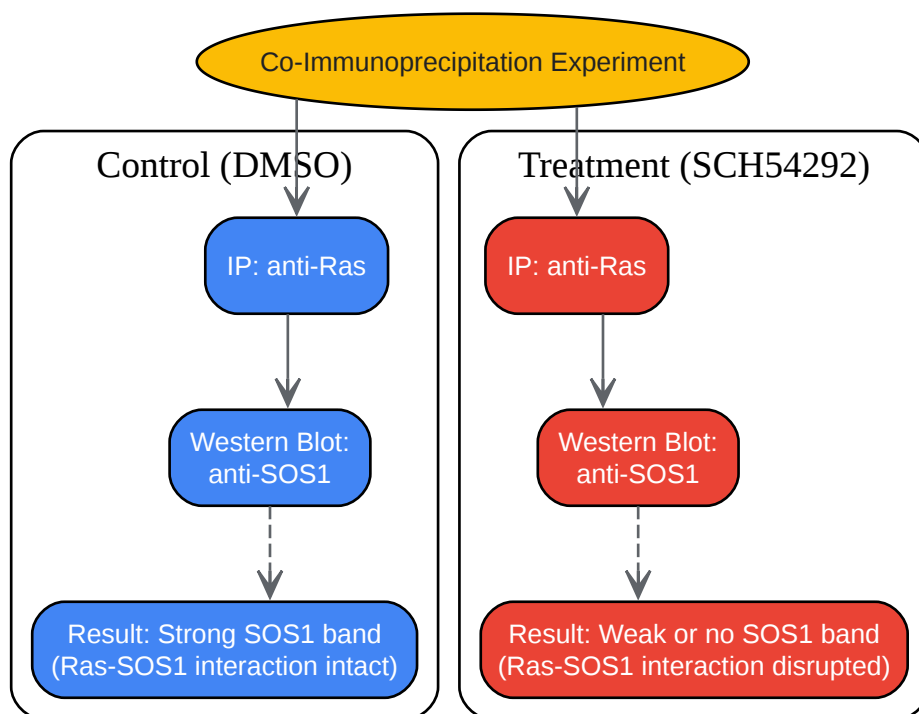 Co-Immunoprecipitation Experiment
Control (DMSO)
Treatment (SCH54292)
IP: anti-Ras
IP: anti-Ras
Western Blot:
anti-SOS1
Western Blot:
anti-SOS1
Result: Strong SOS1 band
(Ras-SOS1 interaction intact)
Result: Weak or no SOS1 band
(Ras-SOS1 interaction disrupted)